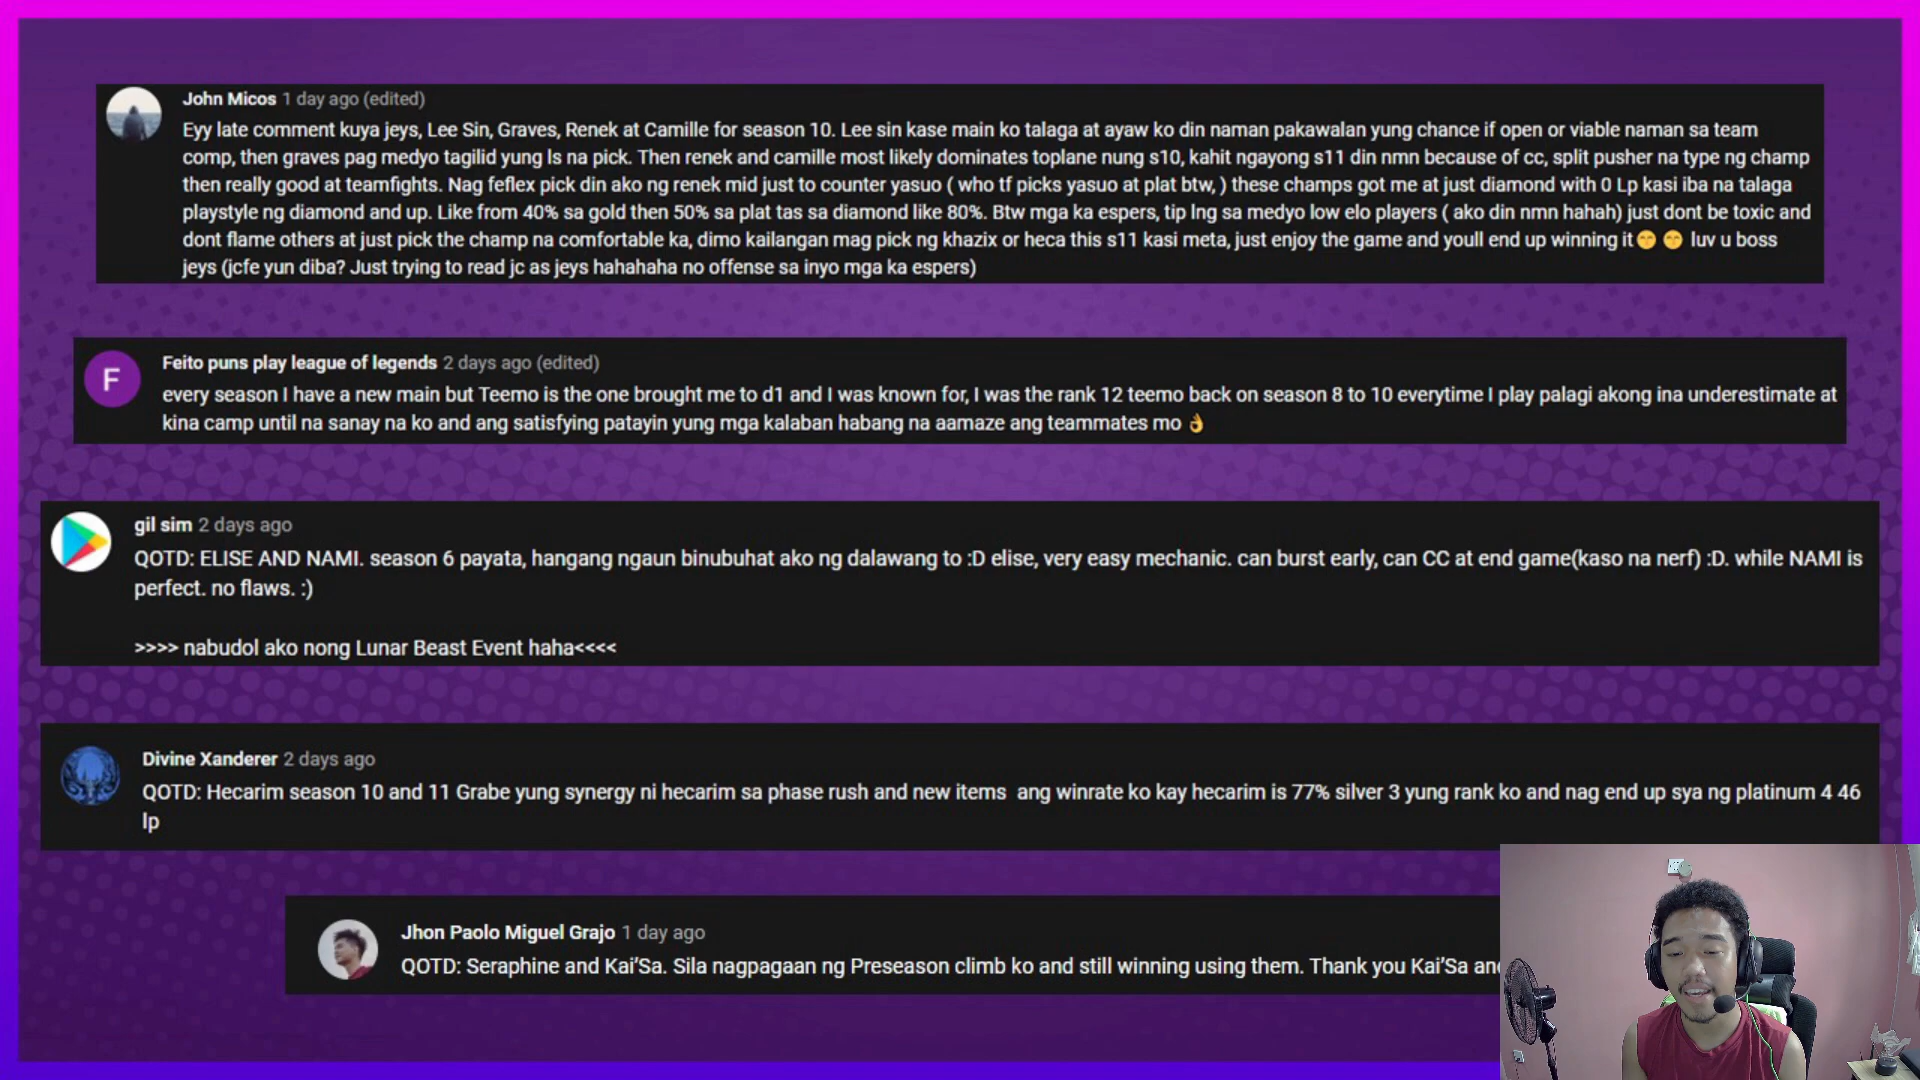 John Micos 1 day ago (edited)
Eyy late comment kuya jeys, Lee Sin, Graves, Renek at Camille for season 10. Lee sin kase main ko talaga at ayaw ko din naman pakawalan yung chance if open or viable naman sa team
comp, then graves pag medyo tagilid yung ls na pick. Then renek and camille most likely dominates toplane nung s10, kahit ngayong s11 din nmn because of cc, split pusher na type ng champ
then really good at teamfights. Nag feflex pick din ako ng renek mid just to counter yasuo ( who tf picks yasuo at plat btw, ) these champs got me at just diamond with 0 Lp kasi iba na talaga
playstyle ng diamond and up. Like from 40% sa gold then 50% sa plat tas sa diamond like 80%. Btw mga ka espers, tip lng sa medyo low elo players ( ako din nmn hahah) just dont be toxic and
dont flame others at just pick the champ na comfortable ka, dimo kailangan mag pick ng khazix or heca this s11 kasi meta, just enjoy the game and youll end up winning it😙 😙 luv u boss
jeys (jcfe yun diba? Just trying to read jc as jeys hahahaha no offense sa inyo mga ka espers)
F
Feito puns play league of legends 2 days ago (edited)
every season I have a new main but Teemo is the one brought me to d1 and I was known for, I was the rank 12 teemo back on season 8 to 10 everytime I play palagi akong ina underestimate at
kina camp until na sanay na ko and ang satisfying patayin yung mga kalaban habang na aamaze ang teammates mo 👌
gil sim 2 days ago
QOTD: ELISE AND NAMI. season 6 payata, hangang ngaun binubuhat ako ng dalawang to :D elise, very easy mechanic. can burst early, can CC at end game(kaso na nerf) :D. while NAMI is
perfect. no flaws. :)
>>>> nabudol ako nong Lunar Beast Event haha<<<<
Divine Xanderer 2 days ago
QOTD: Hecarim season 10 and 11 Grabe yung synergy ni hecarim sa phase rush and new items ang winrate ko kay hecarim is 77% silver 3 yung rank ko and nag end up sya ng platinum 4 46
lp
Jhon Paolo Miguel Grajo 1 day ago
QOTD: Seraphine and Kai'Sa. Sila nagpagaan ng Preseason climb ko and still winning using them. Thank you Kai'Sa and